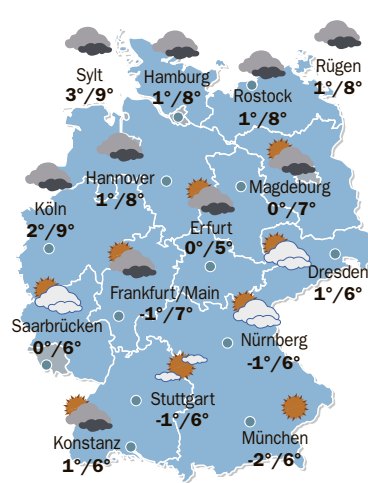 Sylt
3°/9°
Hamburg
1°/8°
Rostock
1°/8°
Rügen
1°/8°
Hannover
1°/8°
Magdeburg
0°/7°
Köln
2°/9°
Erfurt
0°/5°
Dresden
1°/6°
Frankfurt/Main
-1°/7°
Saarbrücken
0°/6°
Nürnberg
-1°/6°
Stuttgart
-1°/6°
Konstanz
1°/6°
München
-2°/6°